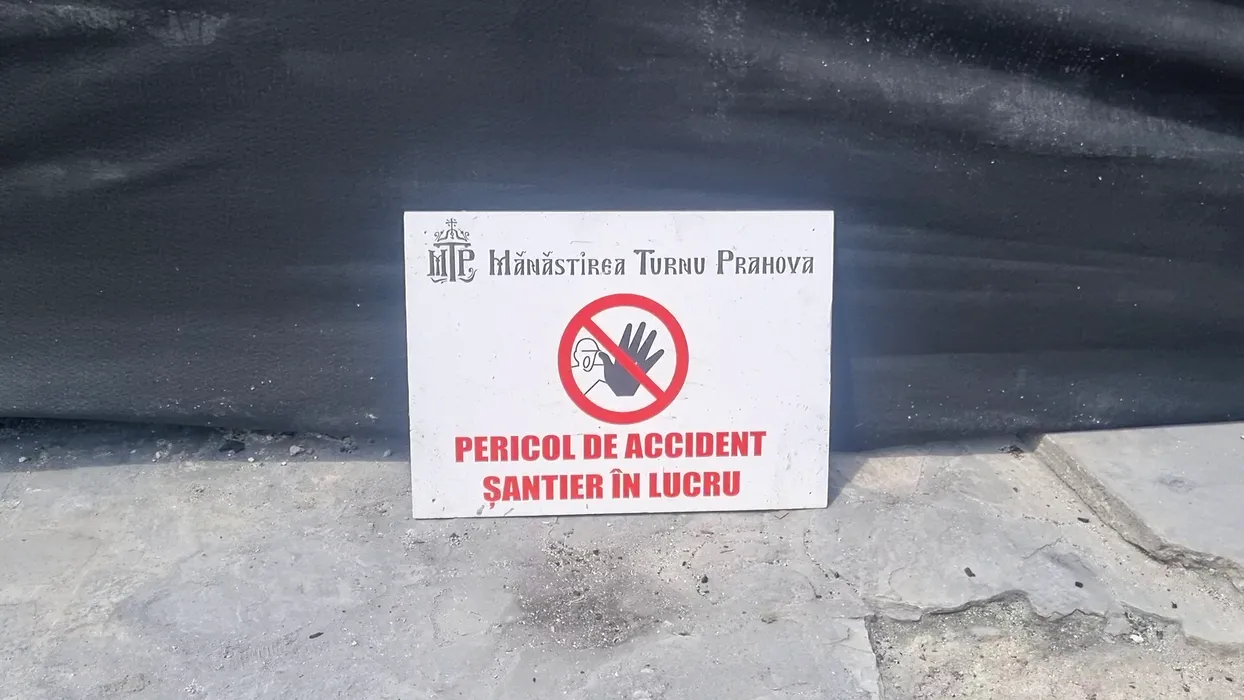 MTP MĂNĂSTIREA TURNU PRAHOVA
PERICOL DE ACCIDENT
ȘANTIER ÎN LUCRU